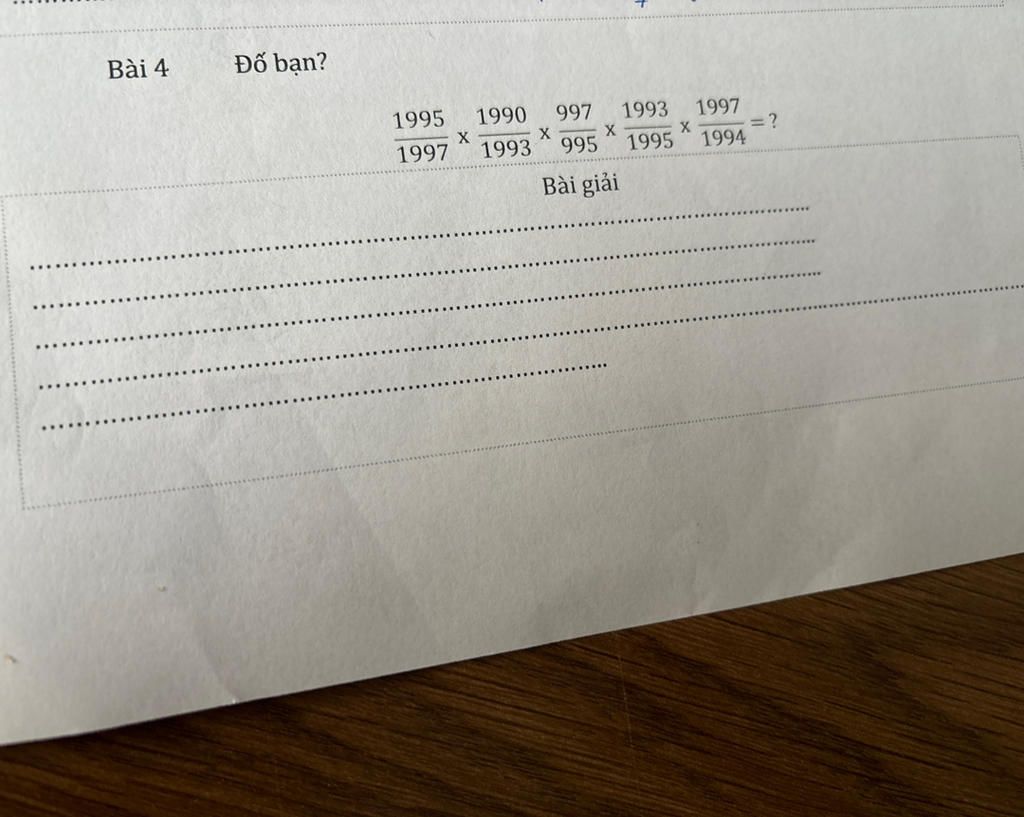 Bài 4 Đố bạn?
1995/1997 x 1990/1993 x 997/995 x 1993/1995 x 1997/1994 = ?
Bài giải